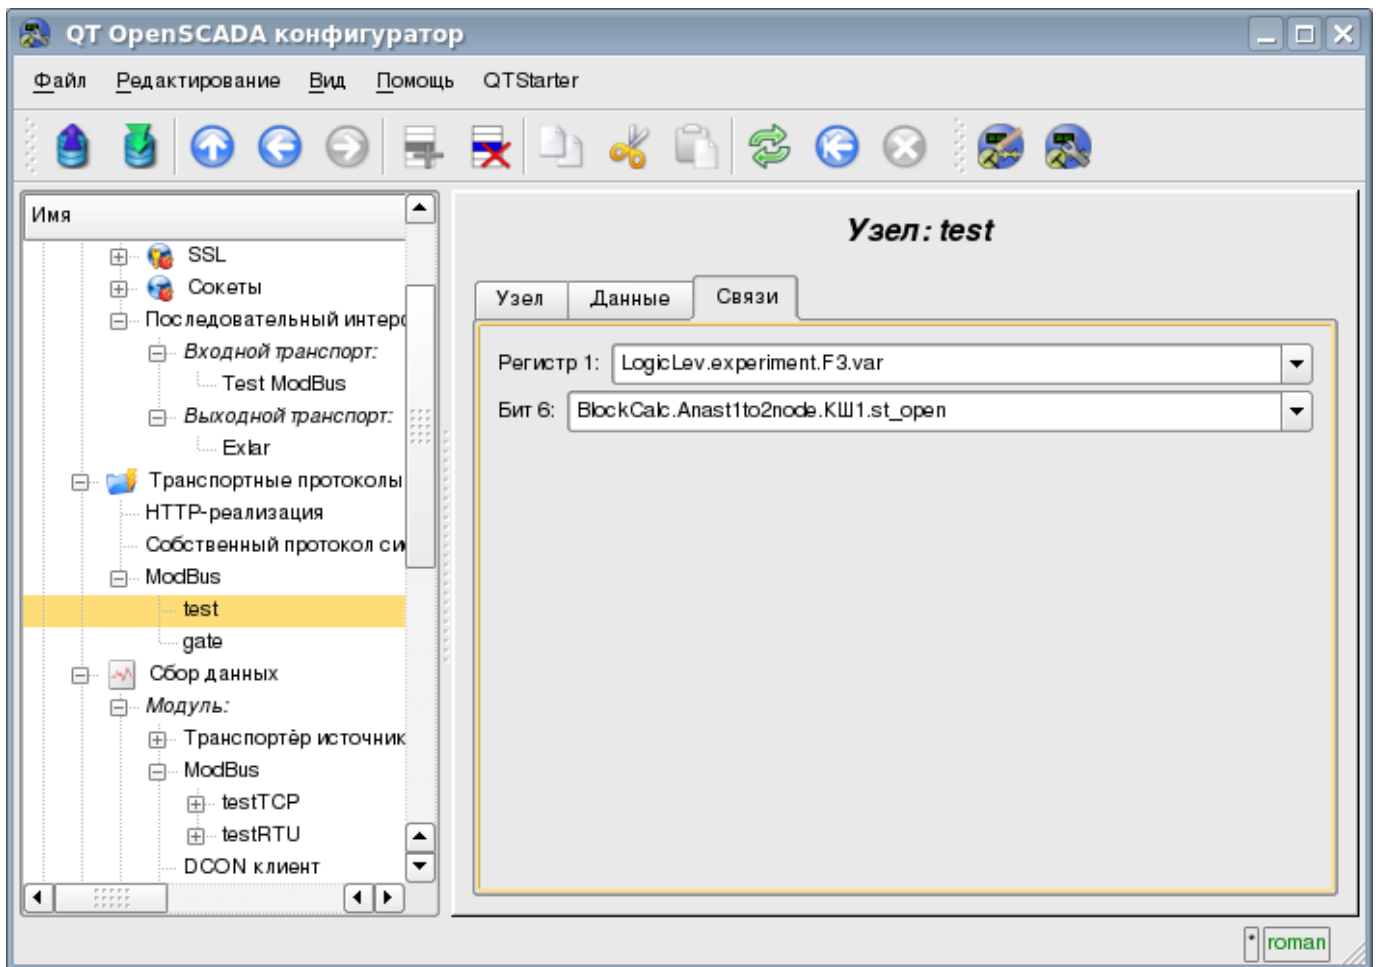 QT OpenSCADA конфигуратор
Файл Редактирование Вид Помощь QTStarter
Имя
SSL
Сокеты
Последовательный интерф
Входной транспорт:
Test ModBus
Выходной транспорт:
Exlar
Транспортные протоколы
HTTP-реализация
Собственный протокол си
ModBus
test
gate
Сбор данных
Модуль:
Транспортёр источник
ModBus
testTCP
testRTU
DCON клиент
Узел: test
Узел Данные Связи
Регистр 1: LogicLev.experiment.F3.var
Бит 6: BlockCalc.Anast1to2node.КШ1.st_open
* roman